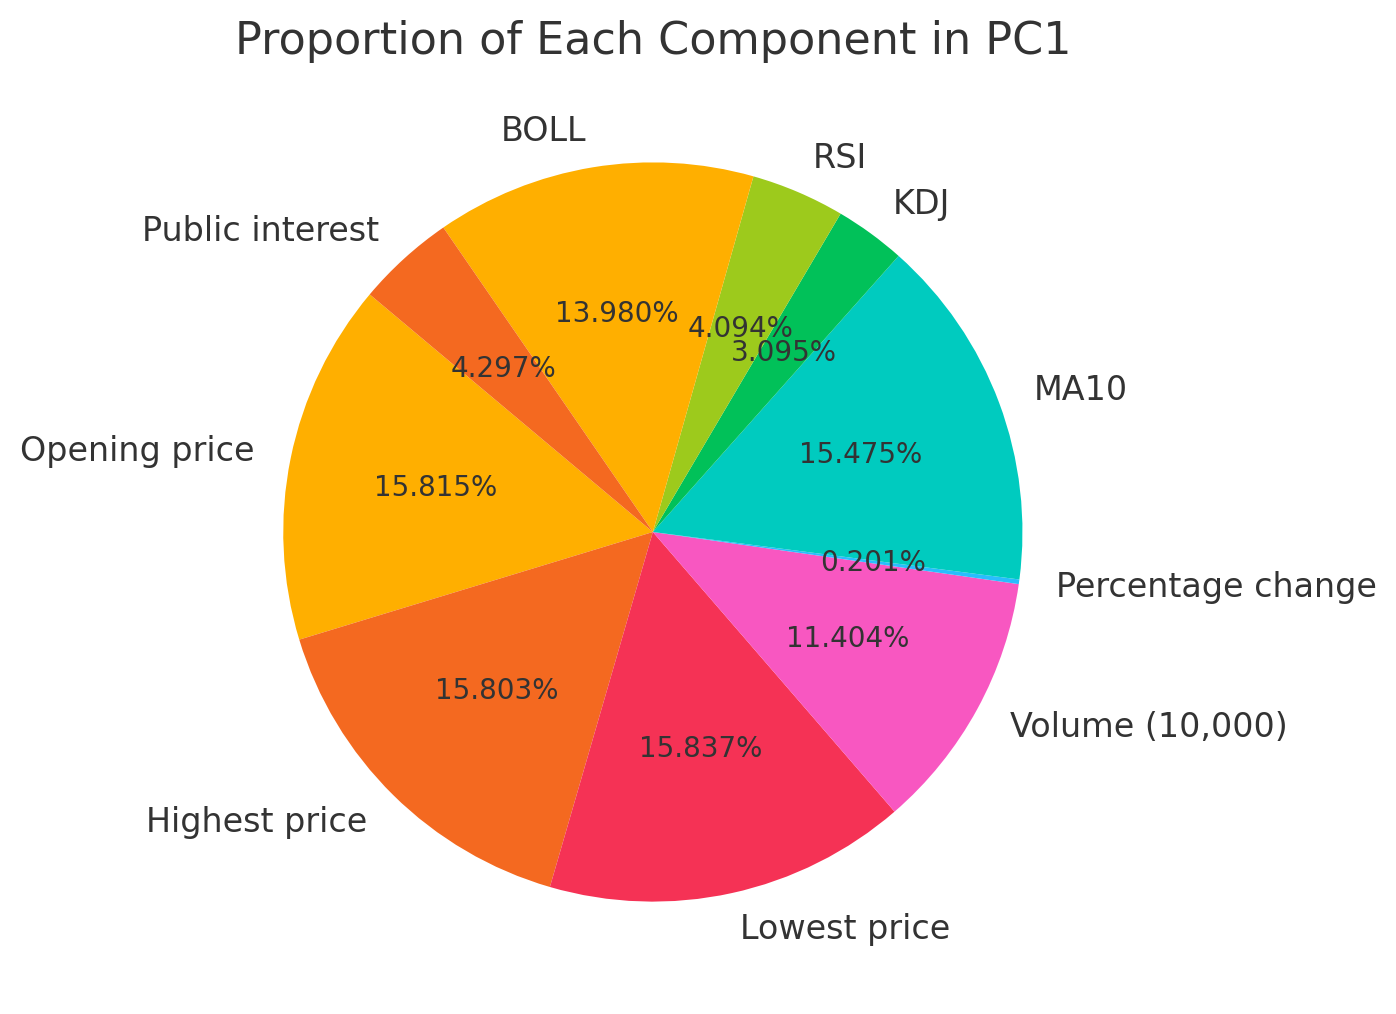 Proportion of Each Component in PC1
BOLL
RSI
KDJ
Public interest
13.980%
4.094%
3.095%
4.297%
MA10
Opening price
15.475%
15.815%
0.201%
Percentage change
11.404%
15.803%
Volume (10,000)
15.837%
Highest price
Lowest price